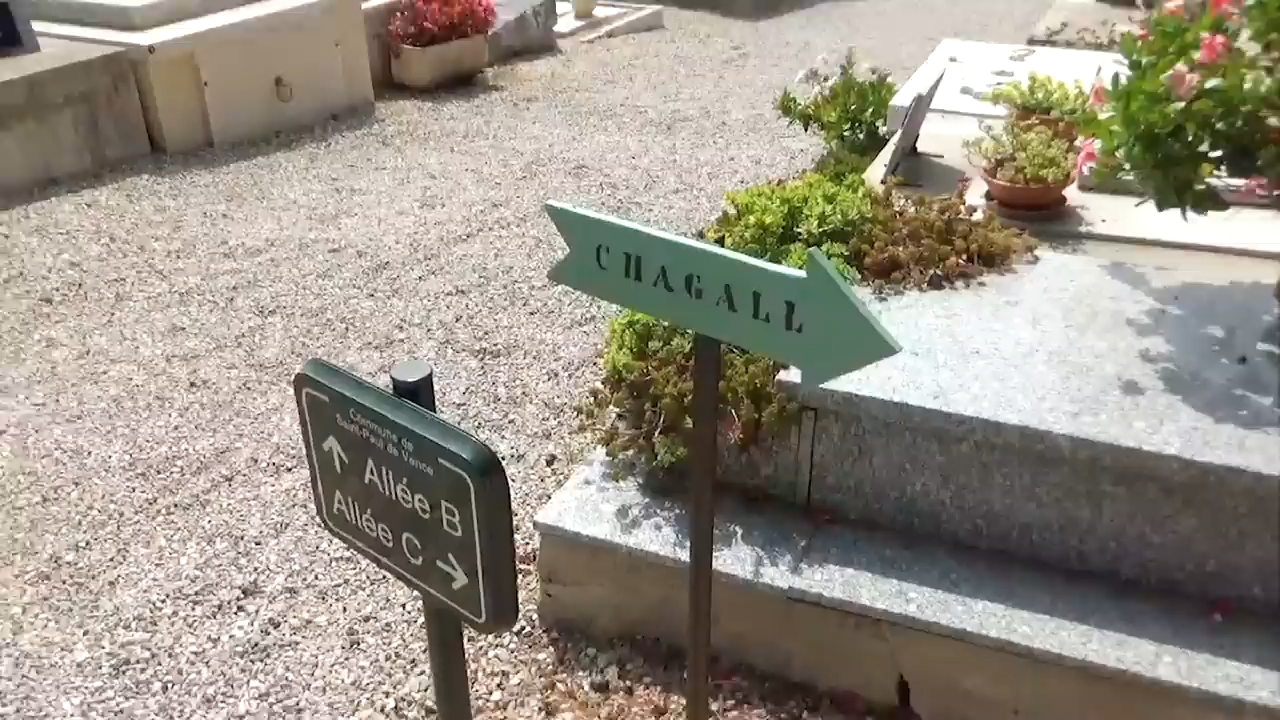 CHAGALL
Commune de
Saint-Paul de Vence
↑ Allée B
Allée C →